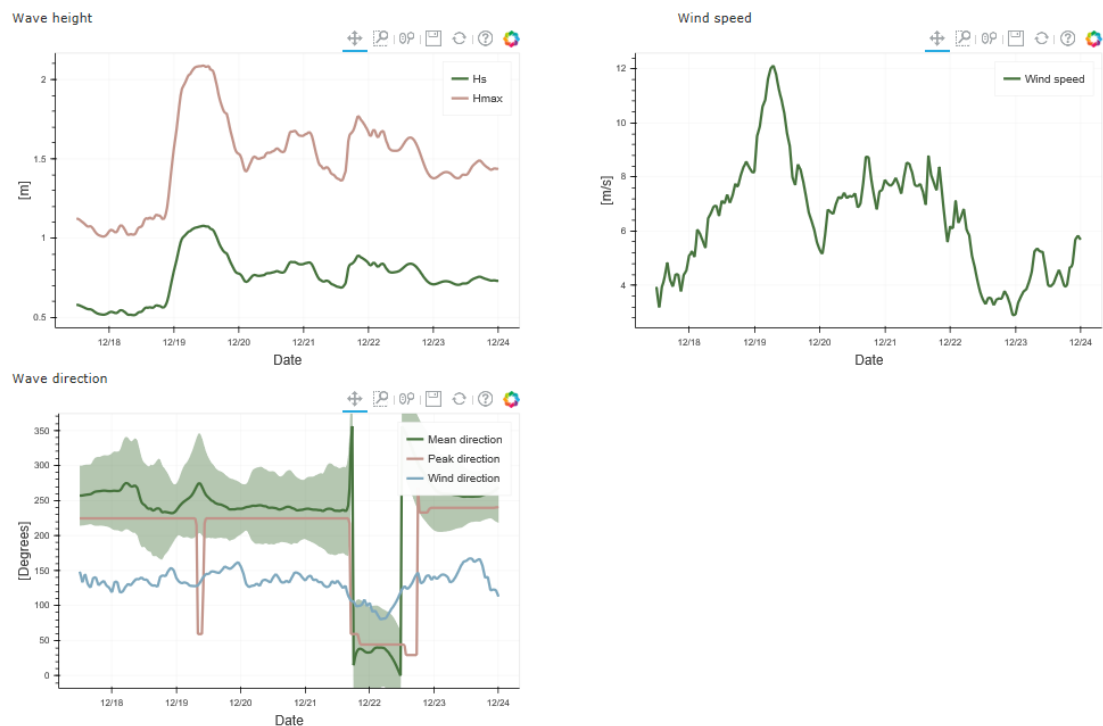 Wave height
Hs
Hmax
2
1.5
1
0.5
[m]
12/18 12/19 12/20 12/21 12/22 12/23 12/24
Date
Wind speed
Wind speed
12
10
8
6
4
[m/s]
12/18 12/19 12/20 12/21 12/22 12/23 12/24
Date
Wave direction
Mean direction
Peak direction
Wind direction
350
300
250
200
150
100
50
0
[Degrees]
12/18 12/19 12/20 12/21 12/22 12/23 12/24
Date